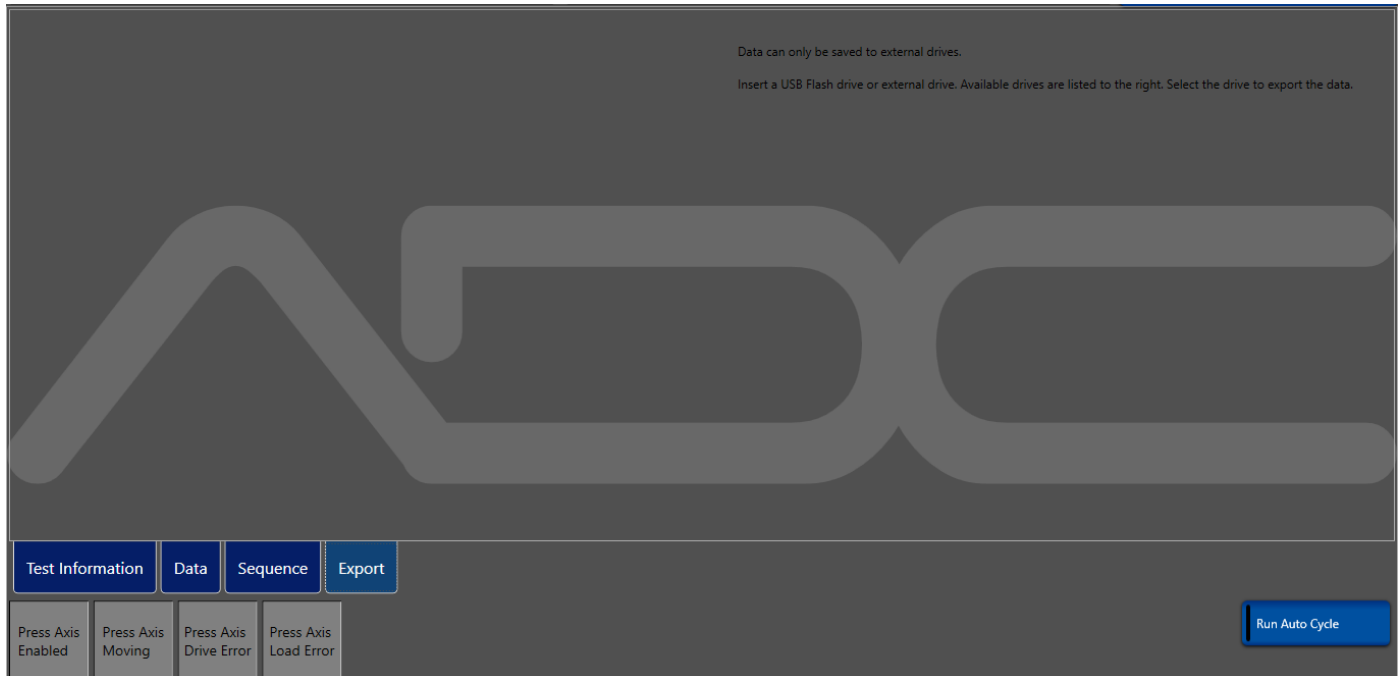 Data can only be saved to external drives.
Insert a USB Flash drive or external drive. Available drives are listed to the right. Select the drive to export the data.
ADC
Test Information
Data
Sequence
Export
Press Axis
Enabled
Press Axis
Moving
Press Axis
Drive Error
Press Axis
Load Error
Run Auto Cycle